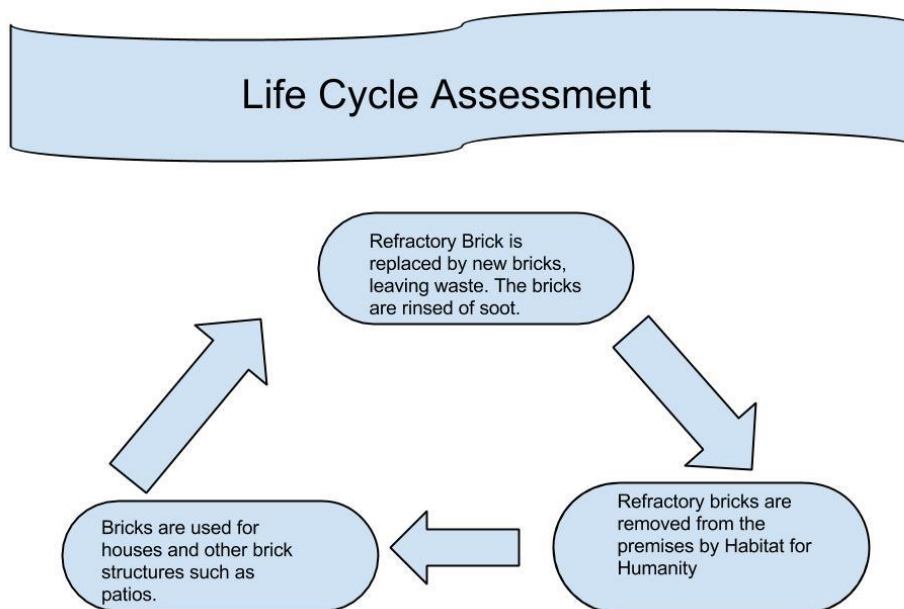 Life Cycle Assessment
Refractory Brick is
replaced by new bricks,
leaving waste. The bricks
are rinsed of soot.
Refractory bricks are
removed from the
premises by Habitat for
Humanity
Bricks are used for
houses and other brick
structures such as
patios.